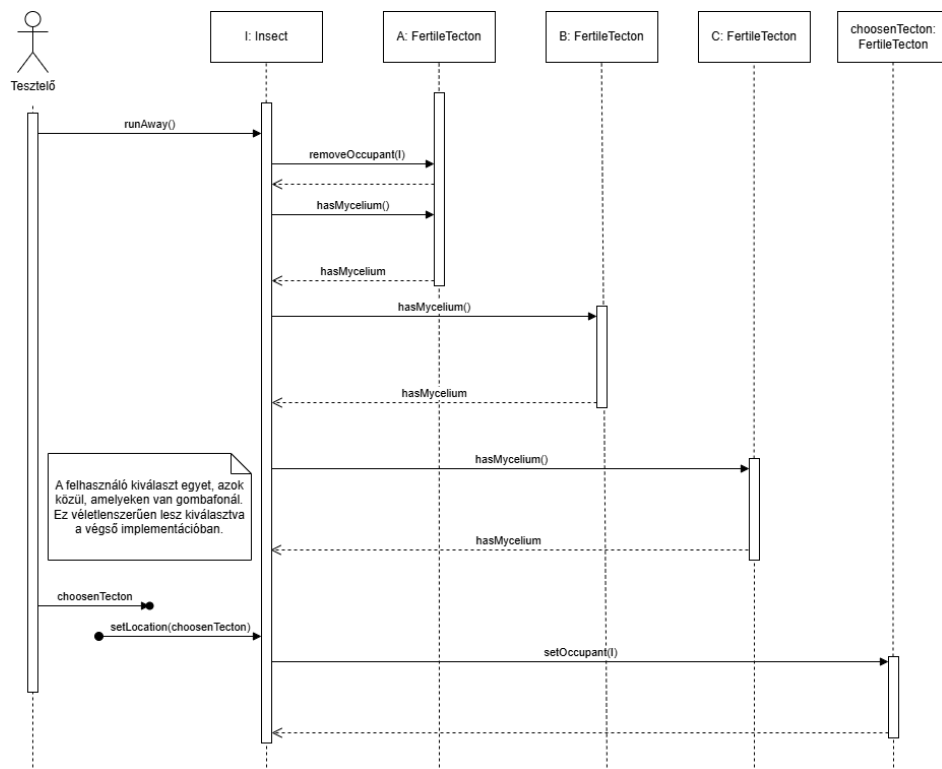 Tesztelő
I: Insect
A: FertileTecton
B: FertileTecton
C: FertileTecton
choosenTecton:
FertileTecton
runAway()
removeOccupant(I)
hasMycelium()
hasMycelium
hasMycelium()
hasMycelium
hasMycelium()
A felhasználó kiválaszt egyet, azok
közül, amelyeken van gombafonál.
Ez véletlenszerűen lesz kiválasztva
a végső implementációban.
hasMycelium
choosenTecton
setLocation(choosenTecton)
setOccupant(I)